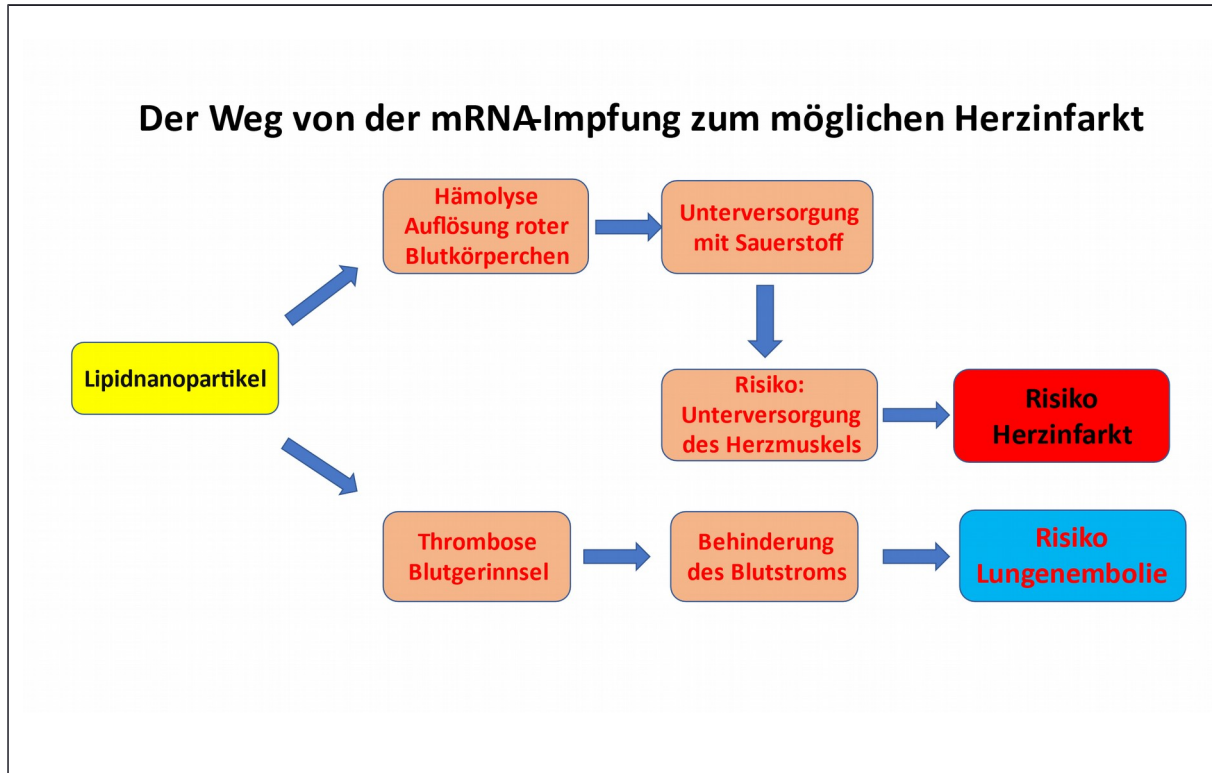 Der Weg von der mRNA-Impfung zum möglichen Herzinfarkt
Hämolyse
Auflösung roter
Blutkörperchen
Unterversorgung
mit Sauerstoff
Lipidnanopartikel
Risiko:
Unterversorgung
des Herzmuskels
Risiko
Herzinfarkt
Thrombose
Blutgerinnsel
Behinderung
des Blutstroms
Risiko
Lungenembolie